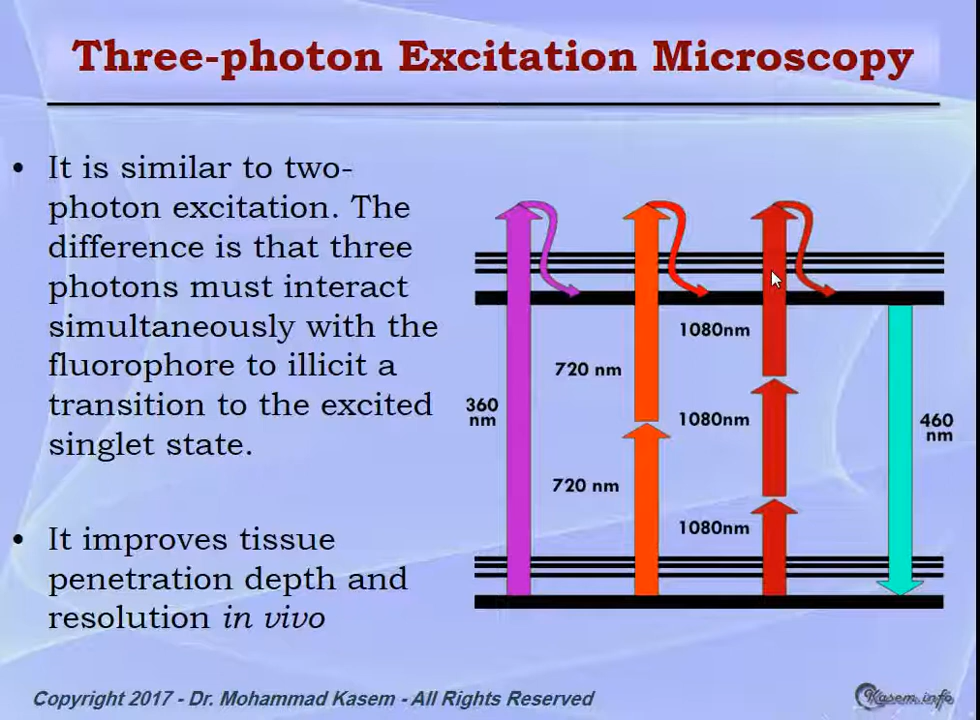 Three-photon Excitation Microscopy
• It is similar to two-
photon excitation. The
difference is that three
photons must interact
simultaneously with the
fluorophore to illicit a
transition to the excited
singlet state.
• It improves tissue
penetration depth and
resolution in vivo
360
nm
720 nm
720 nm
1080nm
1080nm
1080nm
460
nm
Copyright 2017 - Dr. Mohammad Kasem - All Rights Reserved
Kasem.info